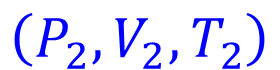 (P₂, V₂, T₂)